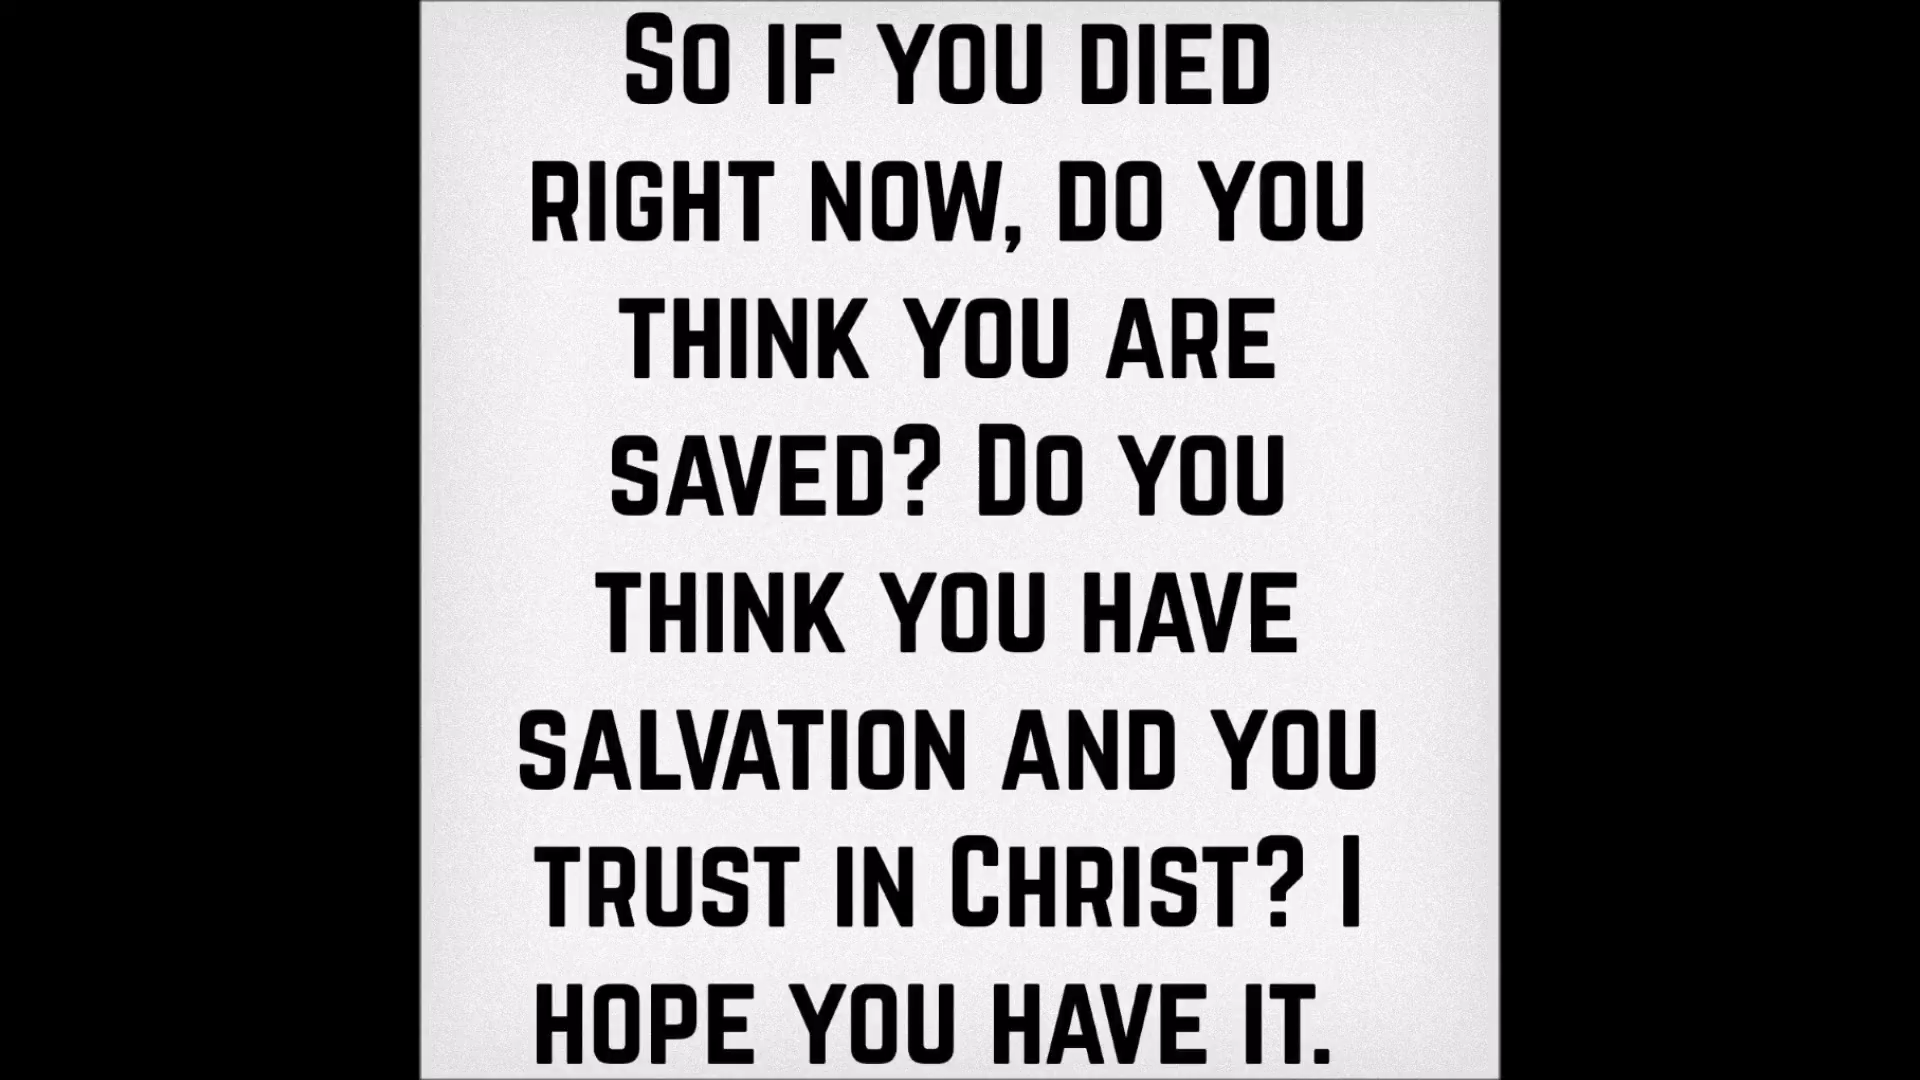 So if you died
right now, do you
think you are
saved? Do you
think you have
salvation and you
trust in Christ? I
hope you have it.